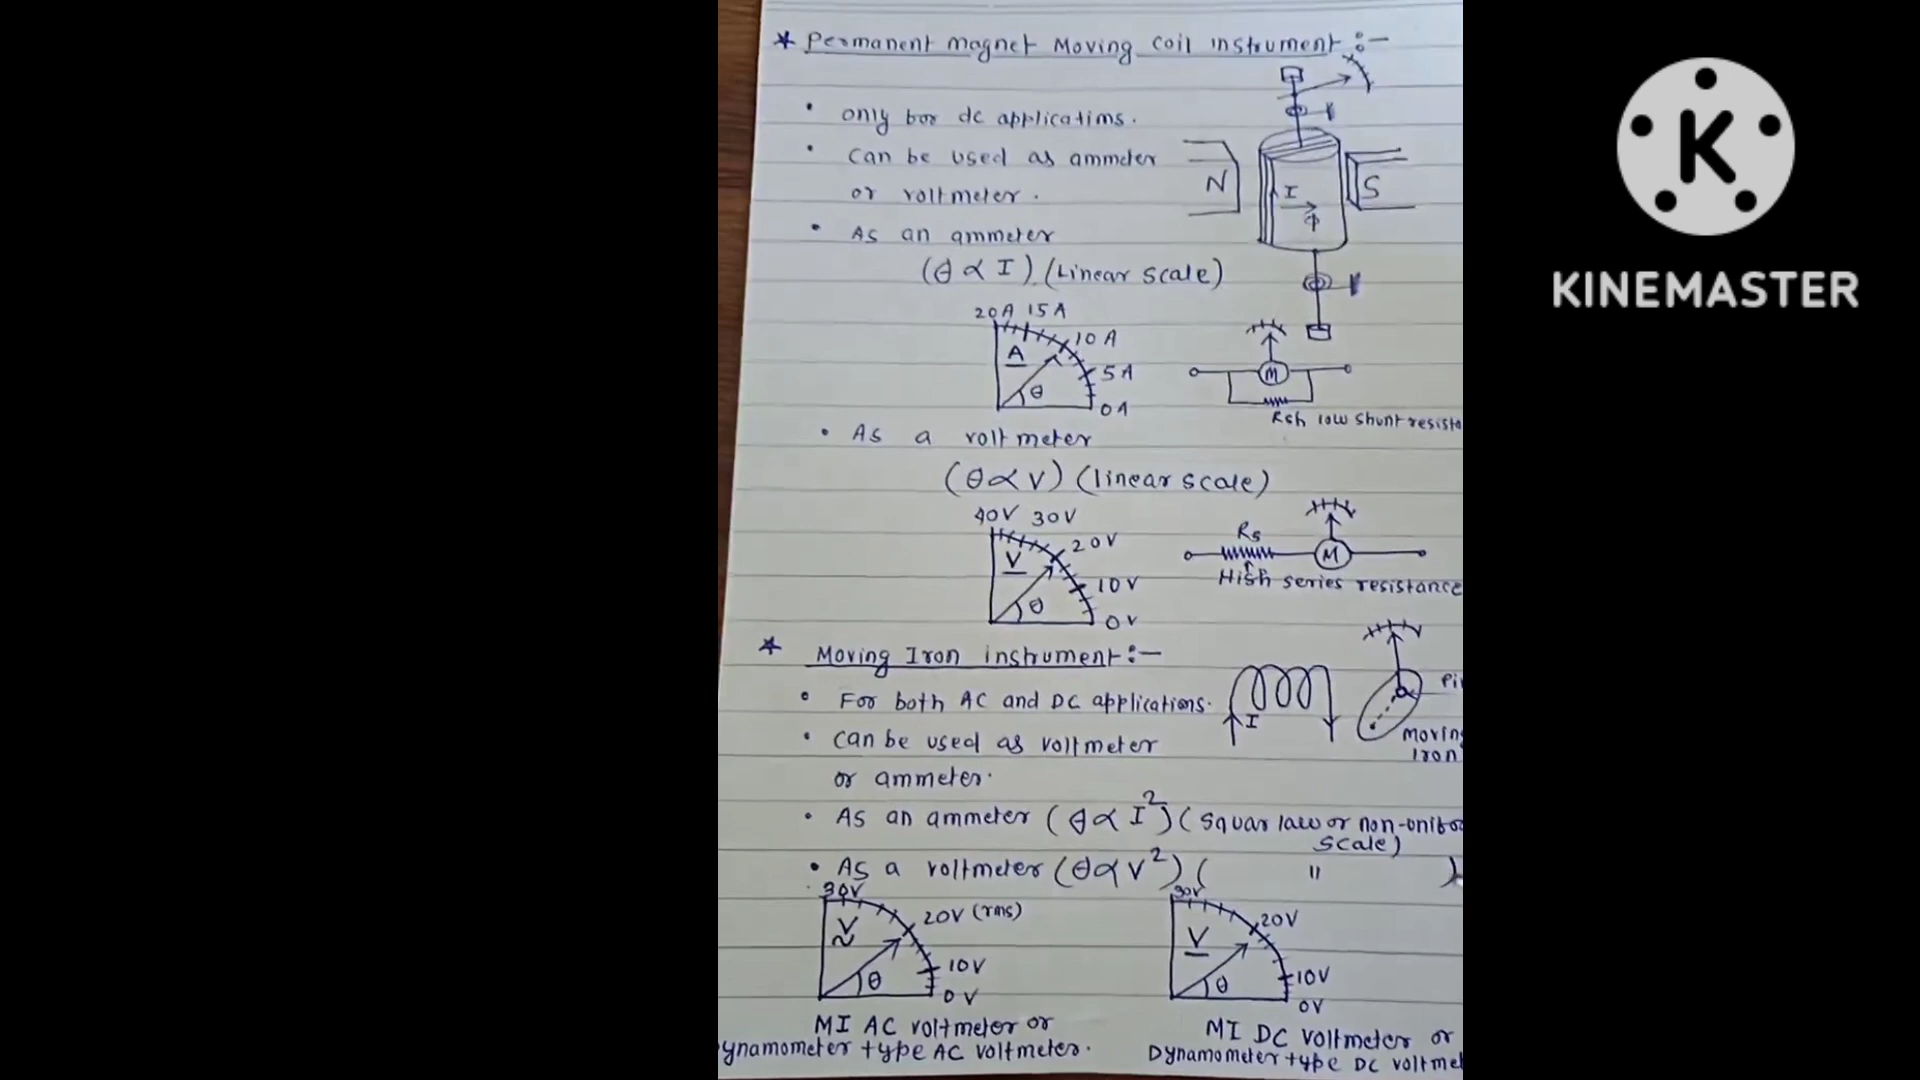 * Permanent magnet Moving coil instrument :-
• only for dc applications.
• can be used as ammeter
or voltmeter.
• As an ammeter
(θ ∝ I) (Linear scale)
N
I
φ
S
20A 15A
10 A
5A
0A
A
θ
M
Rsh low shunt resista
• As a voltmeter
(θ ∝ V) (linear scale)
40V 30V
20V
10V
0V
V
θ
Rs
M
High series resistance
* Moving Iron instrument :-
• For both AC and DC applications.
• can be used as voltmeter
or ammeter.
I
Pi
Moving
Iron
• As an ammeter (θ ∝ I²) (squar law or non-unifor
scale)
• As a voltmeter (θ ∝ V²) ( " )
30V
20V (rms)
10V
0V
V
~
θ
MI AC voltmeter or
ynamometer type AC voltmeter.
30V
20V
10V
0V
V
θ
MI DC voltmeter or
Dynamometer type DC voltmet
K
KINEMASTER